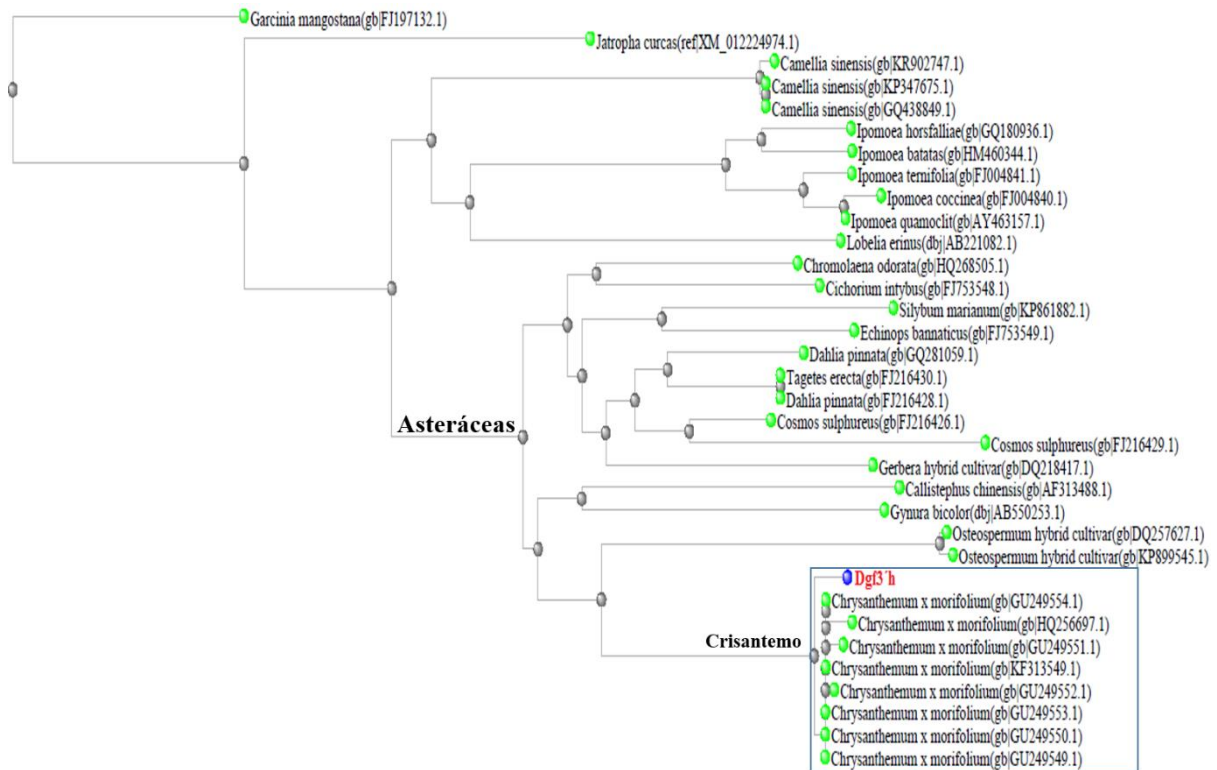 Garcinia mangostana(gb|FJ197132.1)
Jatropha curcas(ref|XM_012224974.1)
Camellia sinensis(gb|KR902747.1)
Camellia sinensis(gb|KP347675.1)
Camellia sinensis(gb|GQ438849.1)
Ipomoea horsfalliae(gb|GQ180936.1)
Ipomoea batatas(gb|HM460344.1)
Ipomoea ternifolia(gb|FJ004841.1)
Ipomoea coccinea(gb|FJ004840.1)
Ipomoea quamoclit(gb|AY463157.1)
Lobelia erinus(dbj|AB221082.1)
Chromolaena odorata(gb|HQ268505.1)
Cichorium intybus(gb|FJ753548.1)
Silybum marianum(gb|KP861882.1)
Echinops bannaticus(gb|FJ753549.1)
Dahlia pinnata(gb|GQ281059.1)
Tagetes erecta(gb|FJ216430.1)
Dahlia pinnata(gb|FJ216428.1)
Asteráceas
Cosmos sulphureus(gb|FJ216426.1)
Cosmos sulphureus(gb|FJ216429.1)
Gerbera hybrid cultivar(gb|DQ218417.1)
Callistephus chinensis(gb|AF313488.1)
Gynura bicolor(dbj|AB550253.1)
Osteospermum hybrid cultivar(gb|DQ257627.1)
Osteospermum hybrid cultivar(gb|KP899545.1)
Dgf3´h
Chrysanthemum x morifolium(gb|GU249554.1)
Chrysanthemum x morifolium(gb|HQ256697.1)
Crisantemo
Chrysanthemum x morifolium(gb|GU249551.1)
Chrysanthemum x morifolium(gb|KF313549.1)
Chrysanthemum x morifolium(gb|GU249552.1)
Chrysanthemum x morifolium(gb|GU249553.1)
Chrysanthemum x morifolium(gb|GU249550.1)
Chrysanthemum x morifolium(gb|GU249549.1)